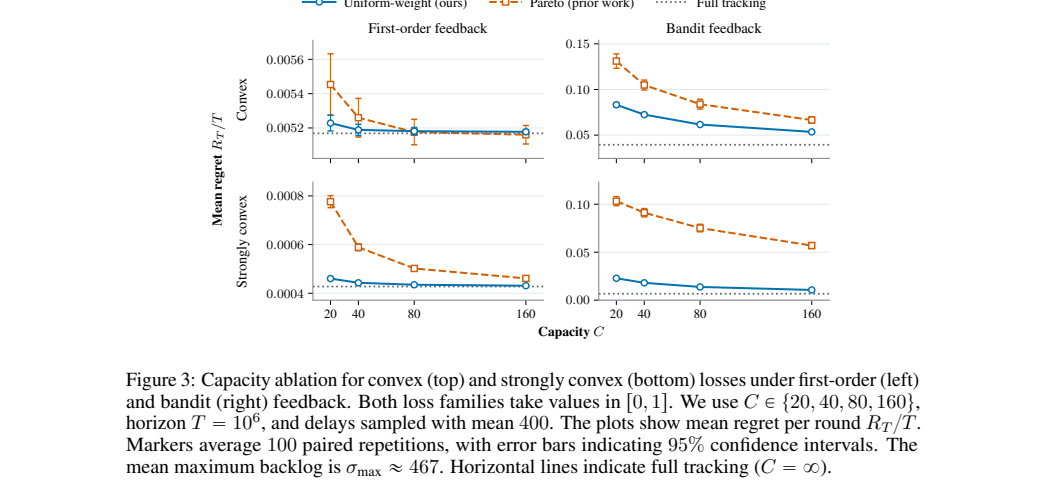 Uniform-weight (ours) Pareto (prior work) Full tracking
First-order feedback Bandit feedback
Mean regret R_T/T
Convex
0.0056
0.0054
0.0052
0.15
0.10
0.05
Strongly convex
0.0008
0.0006
0.0004
0.10
0.05
0.00
20 40 80 160 20 40 80 160
Capacity C
Figure 3: Capacity ablation for convex (top) and strongly convex (bottom) losses under first-order (left)
and bandit (right) feedback. Both loss families take values in [0, 1]. We use C ∈ {20, 40, 80, 160},
horizon T = 10⁶, and delays sampled with mean 400. The plots show mean regret per round R_T/T.
Markers average 100 paired repetitions, with error bars indicating 95% confidence intervals. The
mean maximum backlog is σ_max ≈ 467. Horizontal lines indicate full tracking (C = ∞).